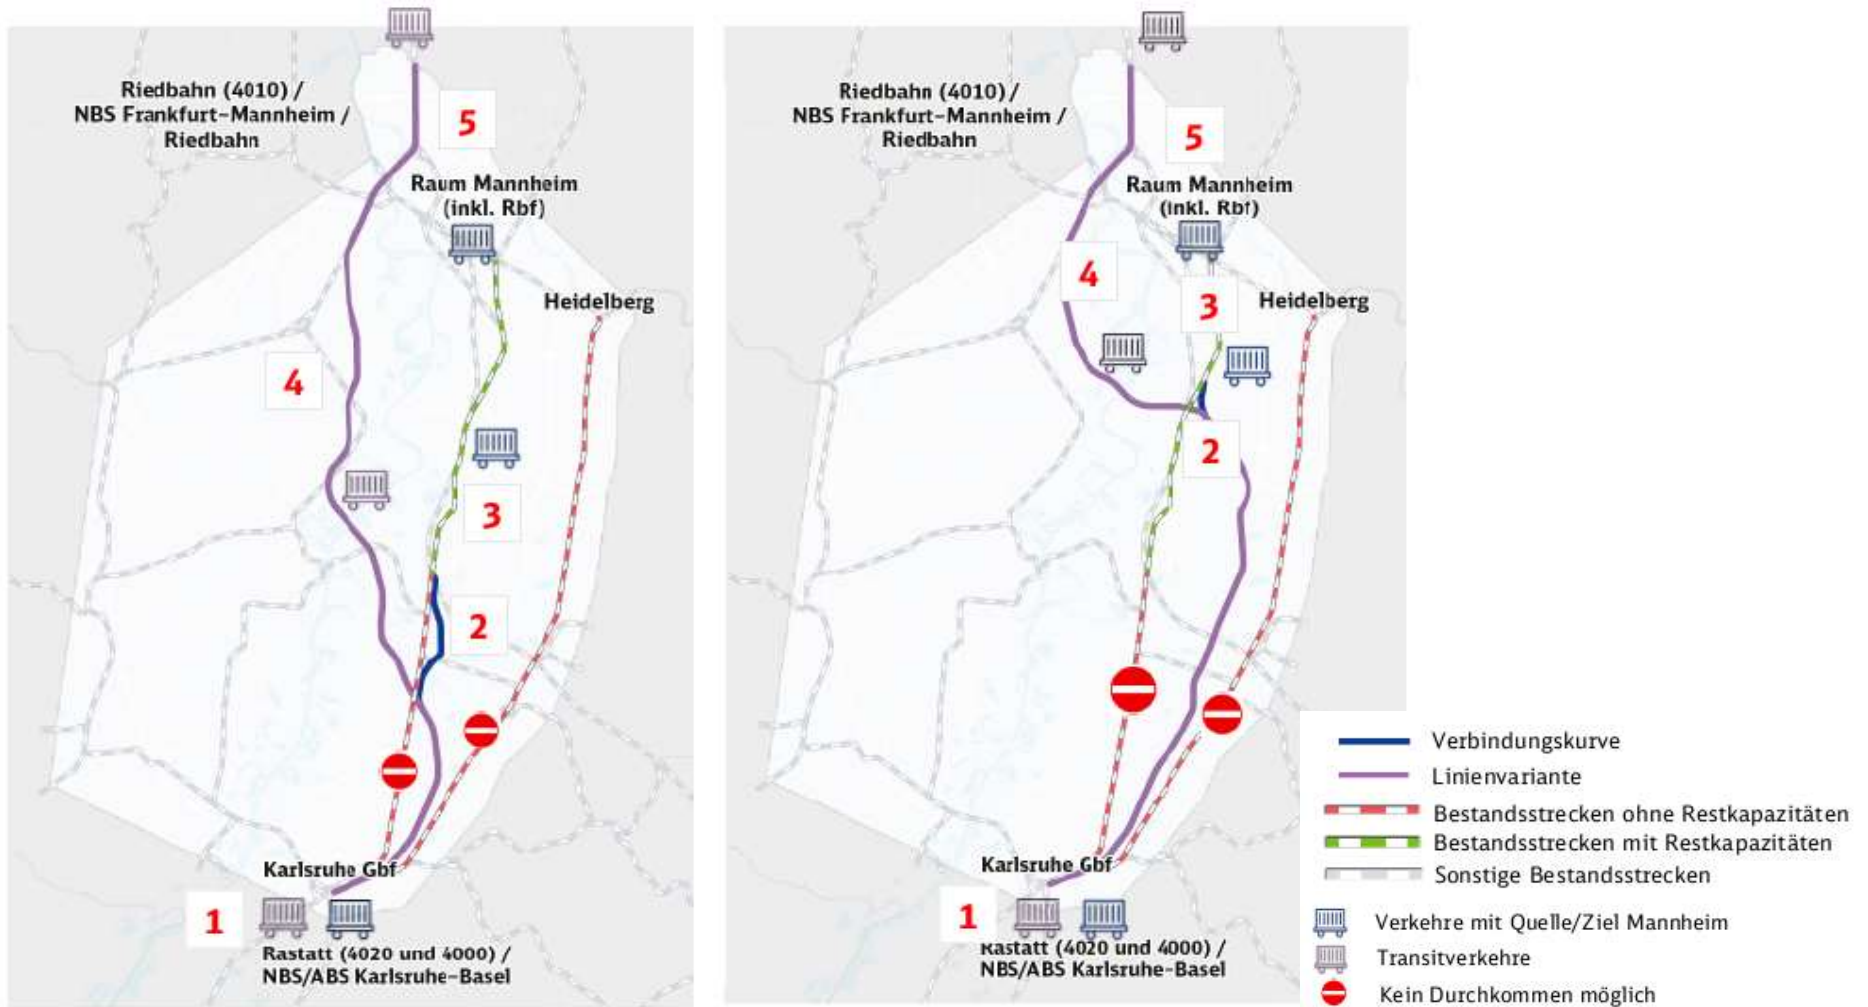 Riedbahn (4010) /
NBS Frankfurt-Mannheim /
Riedbahn
5
Raum Mannheim
(inkl. Rbf)
Heidelberg
4
3
2
Karlsruhe Gbf
1
Rastatt (4020 und 4000) /
NBS/ABS Karlsruhe-Basel
Riedbahn (4010) /
NBS Frankfurt-Mannheim /
Riedbahn
5
Raum Mannheim
(inkl. Rbf)
4
3
Heidelberg
2
Karlsruhe Gbf
1
Rastatt (4020 und 4000) /
NBS/ABS Karlsruhe-Basel
Verbindungskurve
Linienvariante
Bestandsstrecken ohne Restkapazitäten
Bestandsstrecken mit Restkapazitäten
Sonstige Bestandsstrecken
Verkehre mit Quelle/Ziel Mannheim
Transitverkehre
Kein Durchkommen möglich